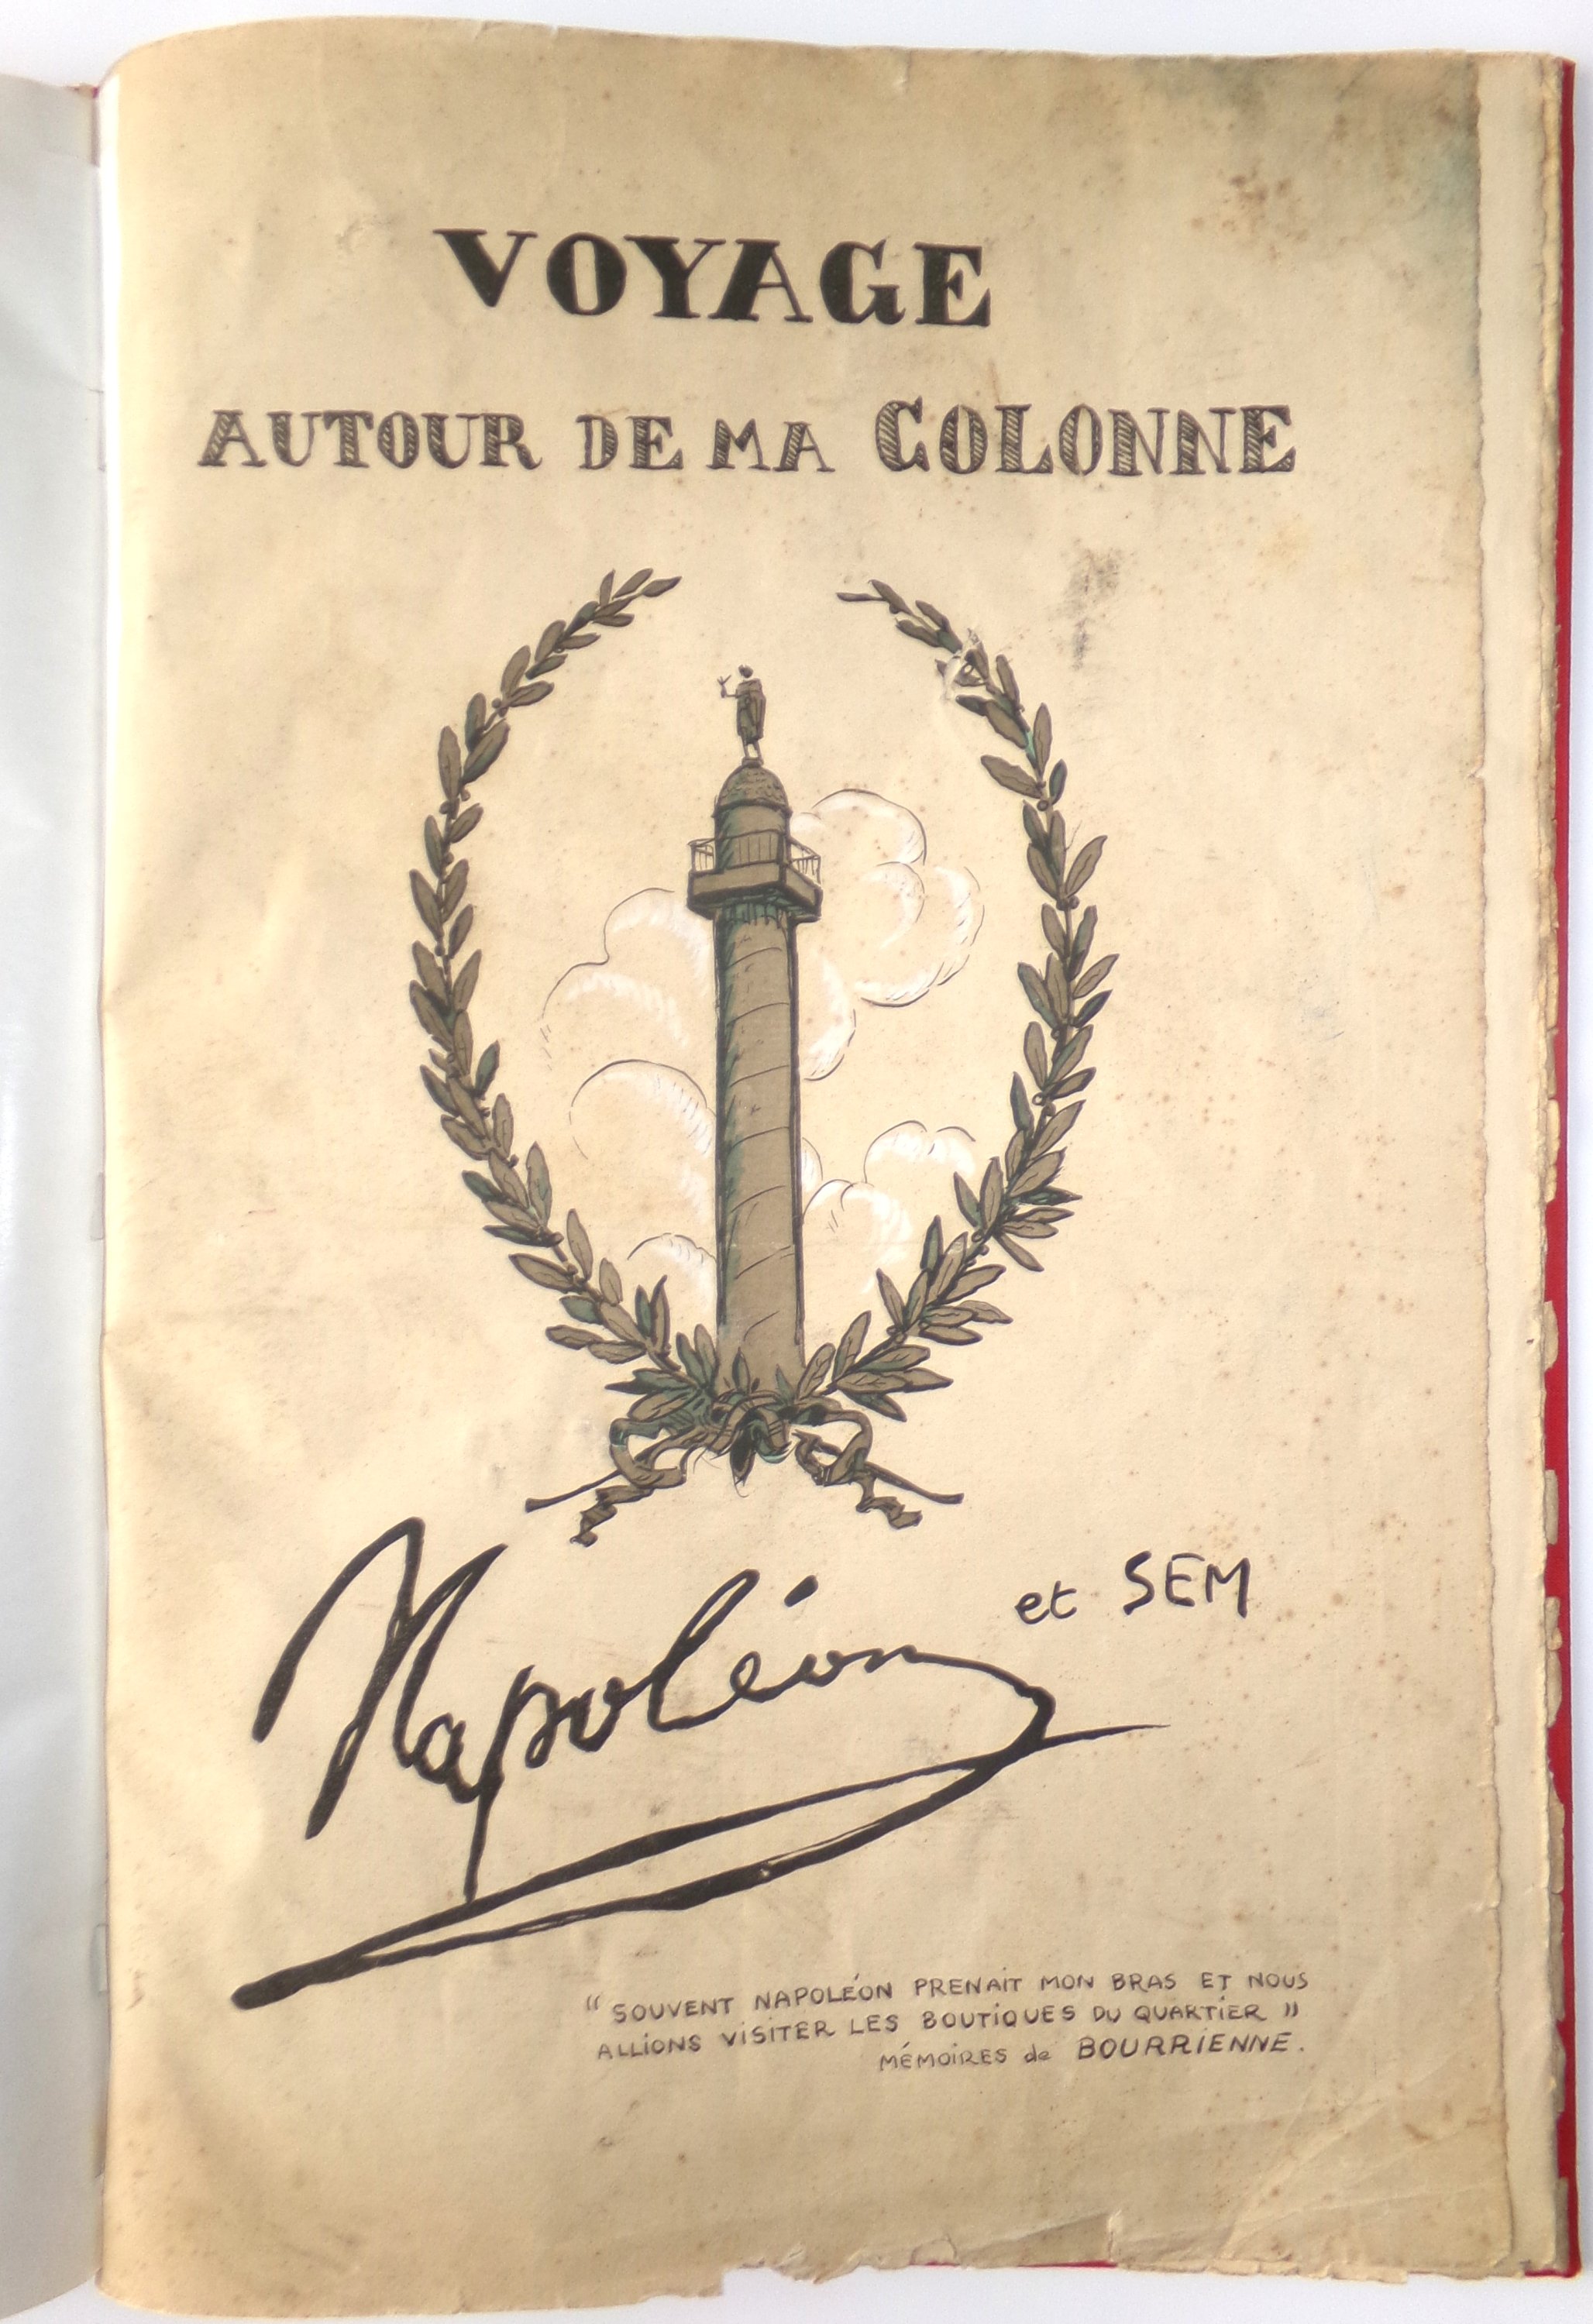 VOYAGE
AUTOUR DE MA COLONNE
Napoléon
et SEM
“ SOUVENT NAPOLÉON PRENAIT MON BRAS ET NOUS
ALLIONS VISITER LES BOUTIQUES DU QUARTIER ”
MÉMOIRES de BOURRIENNE.